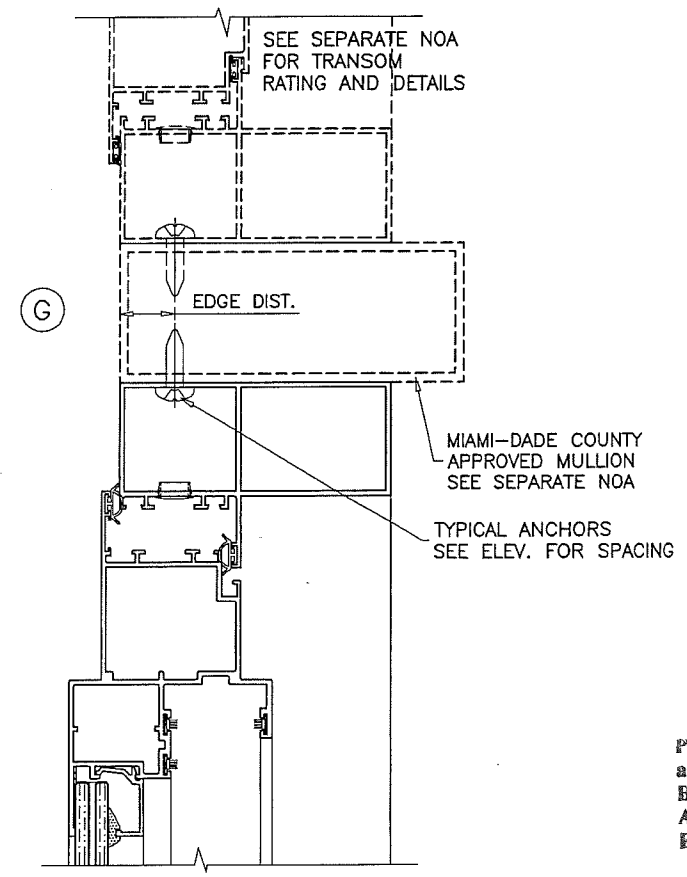 SEE SEPARATE NOA
FOR TRANSOM
RATING AND DETAILS
G
EDGE DIST.
MIAMI-DADE COUNTY
APPROVED MULLION
SEE SEPARATE NOA
TYPICAL ANCHORS
SEE ELEV. FOR SPACING